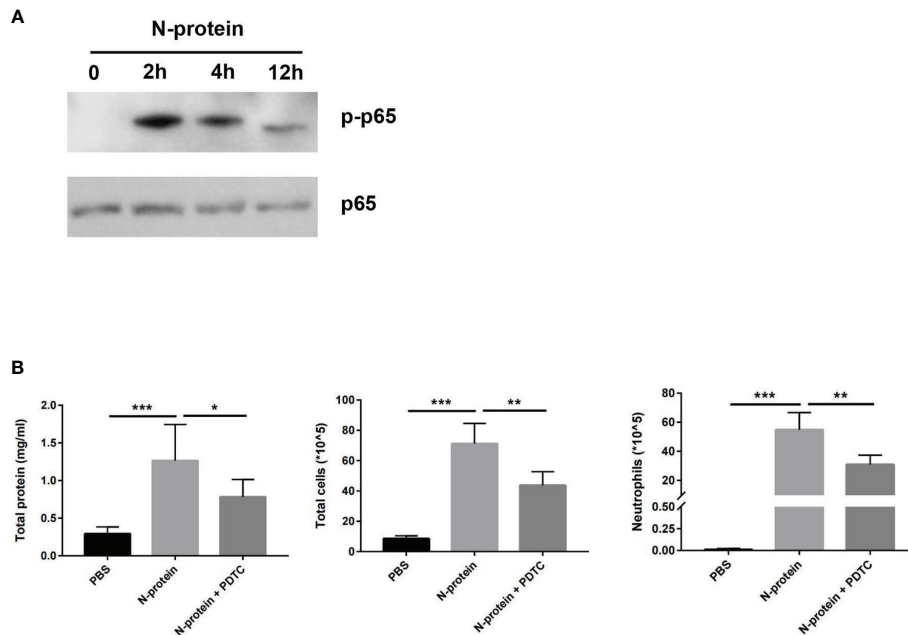 A
N-protein
0 2h 4h 12h
p-p65
p65
B
Total protein (mg/ml)
2.0
1.5
1.0
0.5
0.0
*** *
PBS
N-protein
N-protein + PDTC
Total cells (*10^5)
100
80
60
40
20
0
*** **
PBS
N-protein
N-protein + PDTC
Neutrophils (*10^5)
80
60
40
20
0.50
0.25
0.00
*** **
PBS
N-protein
N-protein + PDTC